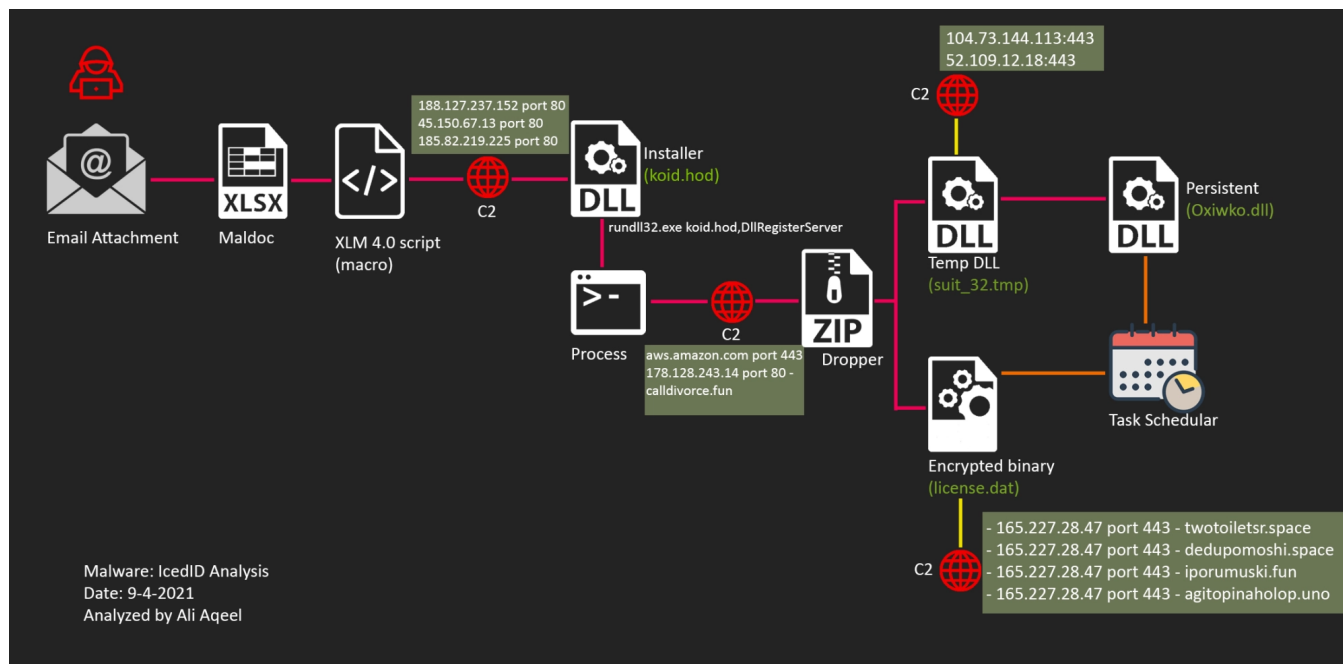 104.73.144.113:443
52.109.12.18:443
C2
188.127.237.152 port 80
45.150.67.13 port 80
185.82.219.225 port 80
C2
@
Email Attachment
XLSX
Maldoc
</>
XLM 4.0 script
(macro)
DLL
Installer
(koid.hod)
rundll32.exe koid.hod,DllRegisterServer
>-
Process
C2
aws.amazon.com port 443
178.128.243.14 port 80 -
calldivorce.fun
ZIP
Dropper
DLL
Temp DLL
(suit_32.tmp)
DLL
Persistent
(Oxiwko.dll)
Task Schedular
Encrypted binary
(license.dat)
C2
- 165.227.28.47 port 443 - twotoiletsr.space
- 165.227.28.47 port 443 - dedupomoshi.space
- 165.227.28.47 port 443 - iporumuski.fun
- 165.227.28.47 port 443 - agitopinaholop.uno
Malware: IcedID Analysis
Date: 9-4-2021
Analyzed by Ali Aqeel